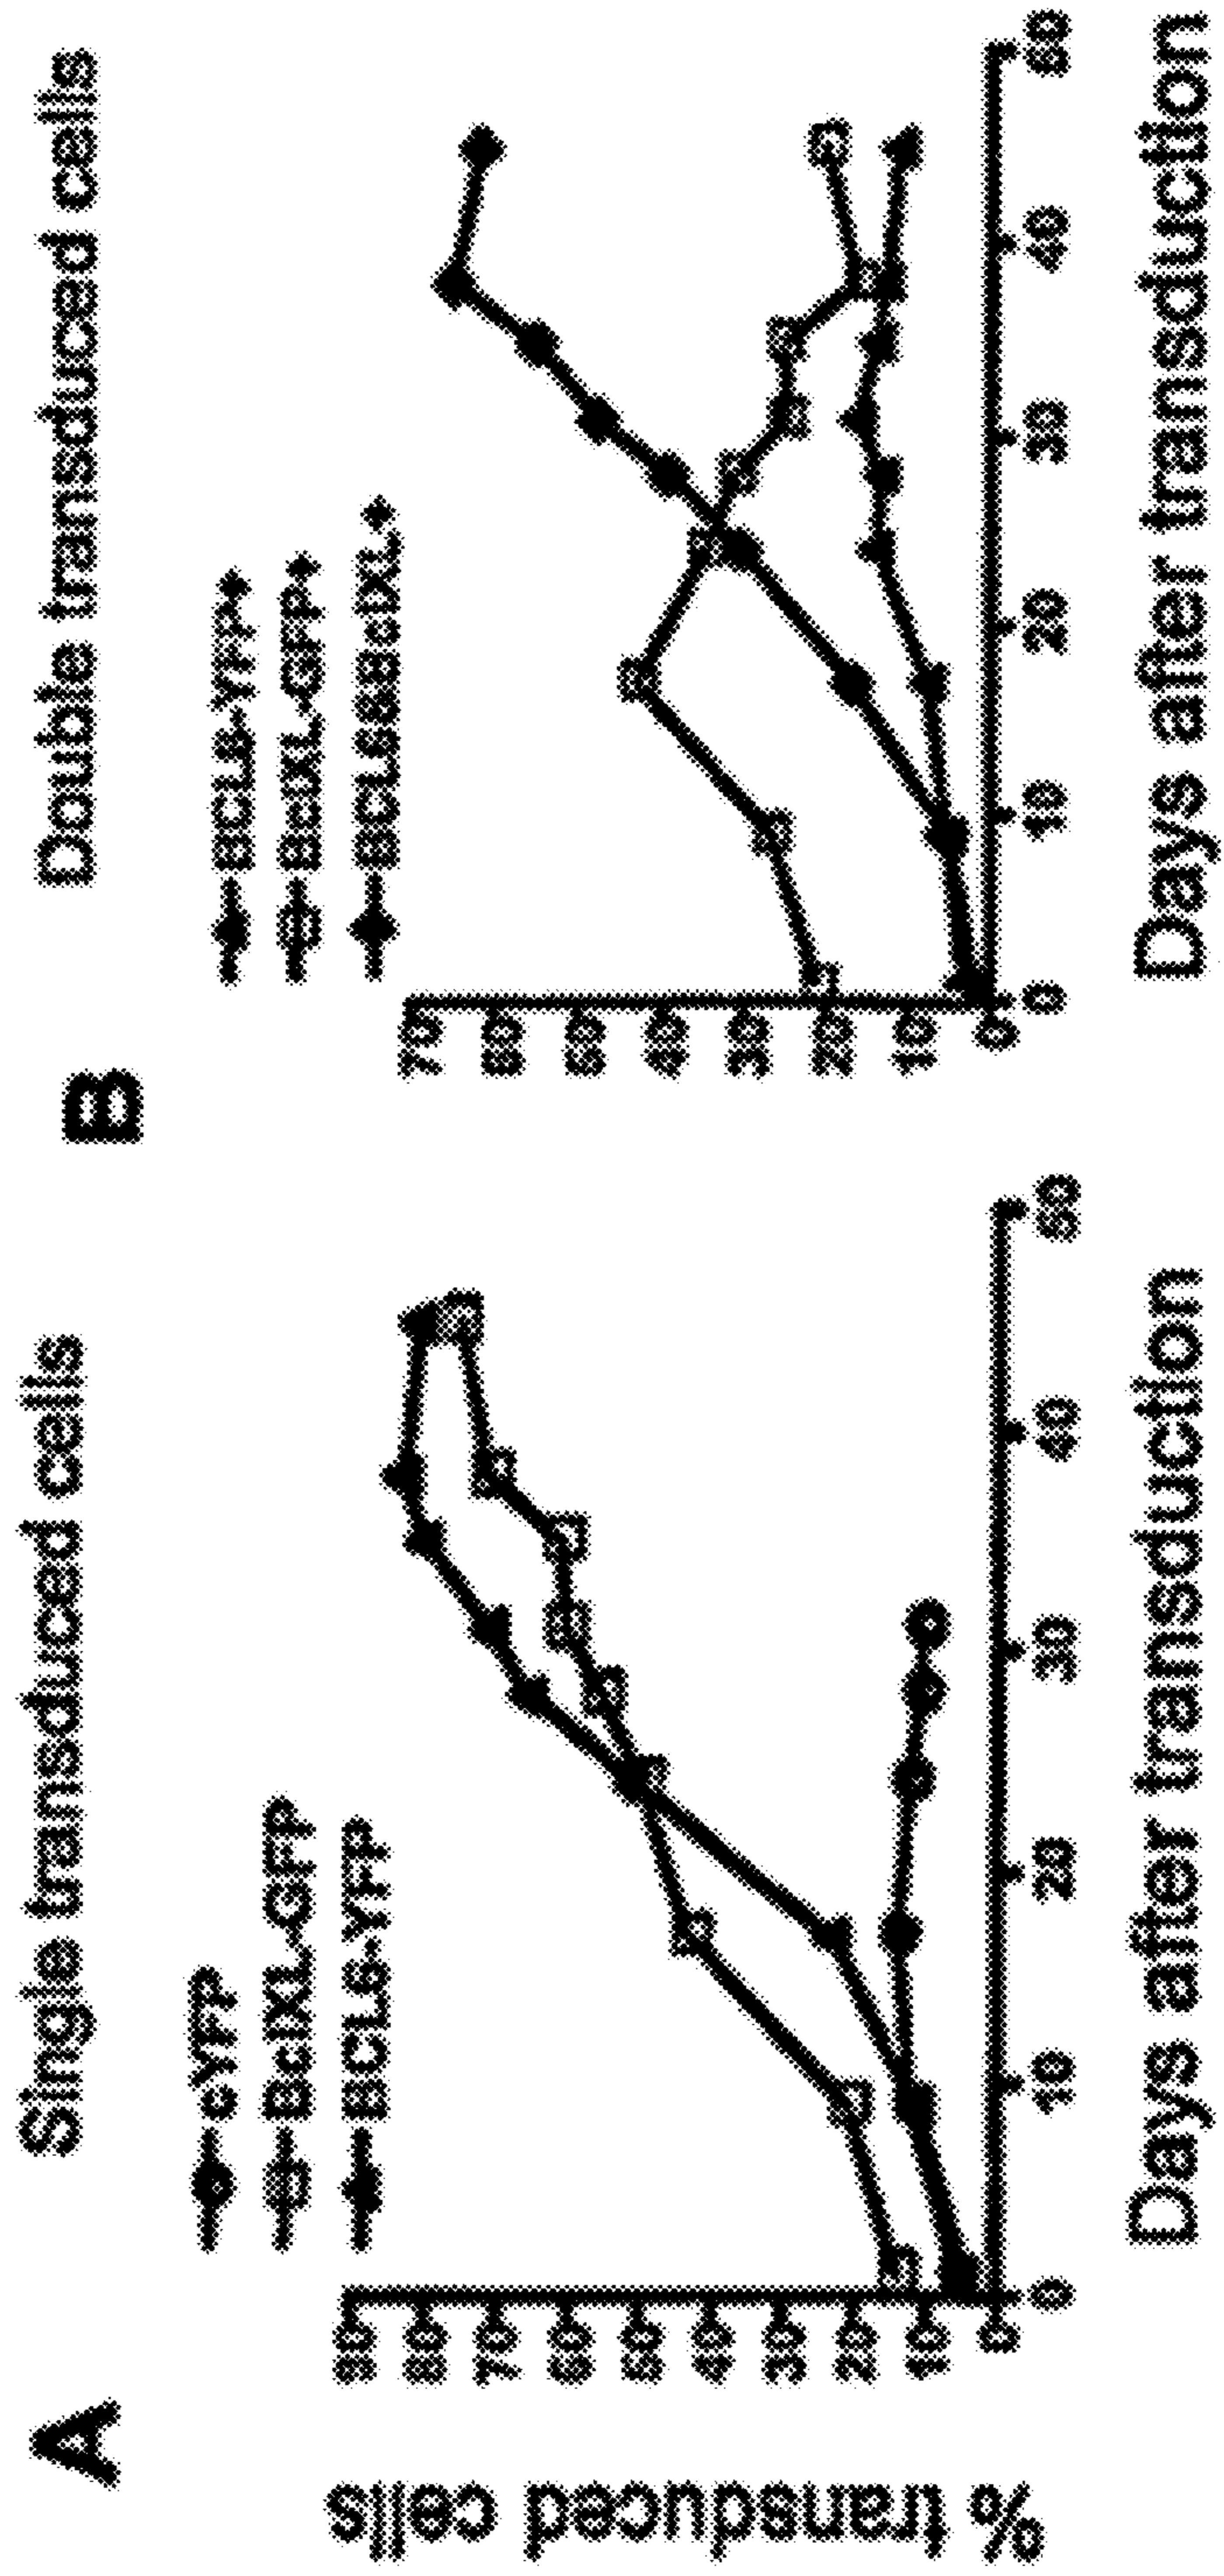 A
Single transduced cells
cYFP
BclXL-GFP
BCL6-YFP
% transduced cells
90
80
70
60
50
40
30
20
10
0
0
10
20
30
40
50
Days after transduction
B
Double transduced cells
BCL6-YFP+
BclXL-GFP+
BCL6&BclXL+
70
60
50
40
30
20
10
0
0
10
20
30
40
50
Days after transduction